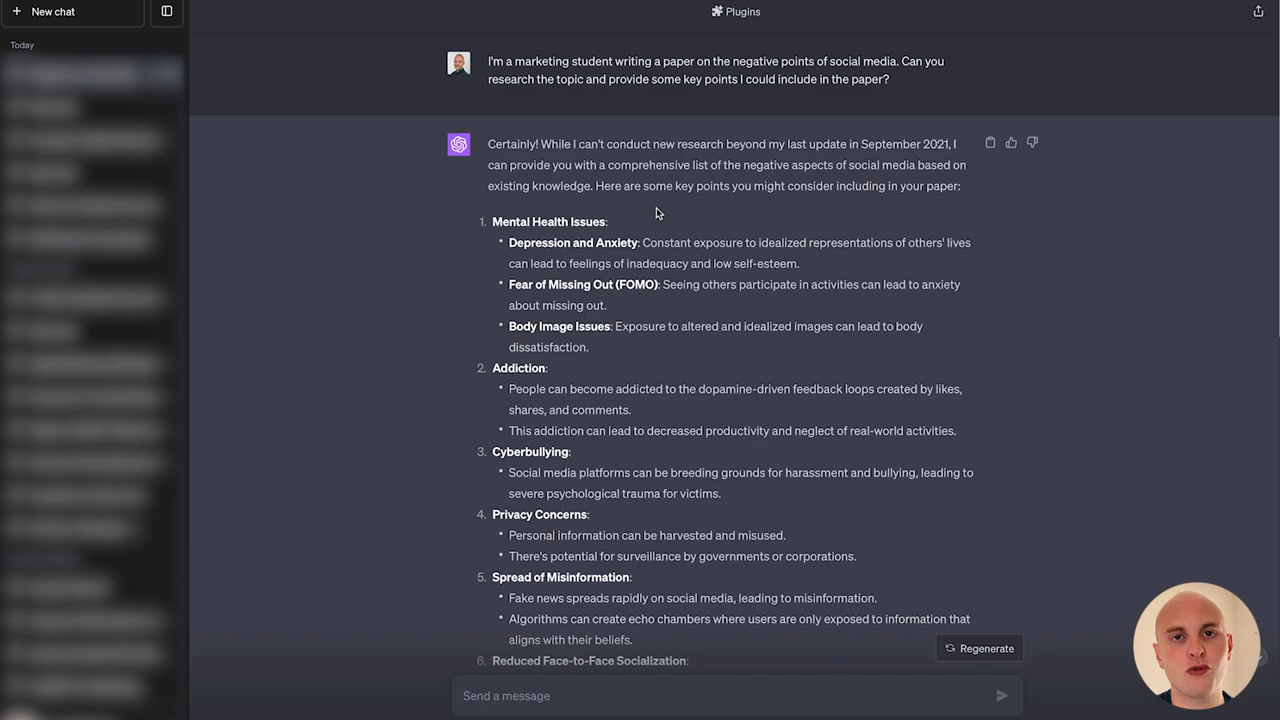 New chat
Plugins
Today
I'm a marketing student writing a paper on the negative points of social media. Can you
research the topic and provide some key points I could include in the paper?
Certainly! While I can't conduct new research beyond my last update in September 2021, I
can provide you with a comprehensive list of the negative aspects of social media based on
existing knowledge. Here are some key points you might consider including in your paper:
1. Mental Health Issues:
• Depression and Anxiety: Constant exposure to idealized representations of others' lives
can lead to feelings of inadequacy and low self-esteem.
• Fear of Missing Out (FOMO): Seeing others participate in activities can lead to anxiety
about missing out.
• Body Image Issues: Exposure to altered and idealized images can lead to body
dissatisfaction.
2. Addiction:
• People can become addicted to the dopamine-driven feedback loops created by likes,
shares, and comments.
• This addiction can lead to decreased productivity and neglect of real-world activities.
3. Cyberbullying:
• Social media platforms can be breeding grounds for harassment and bullying, leading to
severe psychological trauma for victims.
4. Privacy Concerns:
• Personal information can be harvested and misused.
• There's potential for surveillance by governments or corporations.
5. Spread of Misinformation:
• Fake news spreads rapidly on social media, leading to misinformation.
• Algorithms can create echo chambers where users are only exposed to information that
aligns with their beliefs.
6. Reduced Face-to-Face Socialization:
Regenerate
Send a message